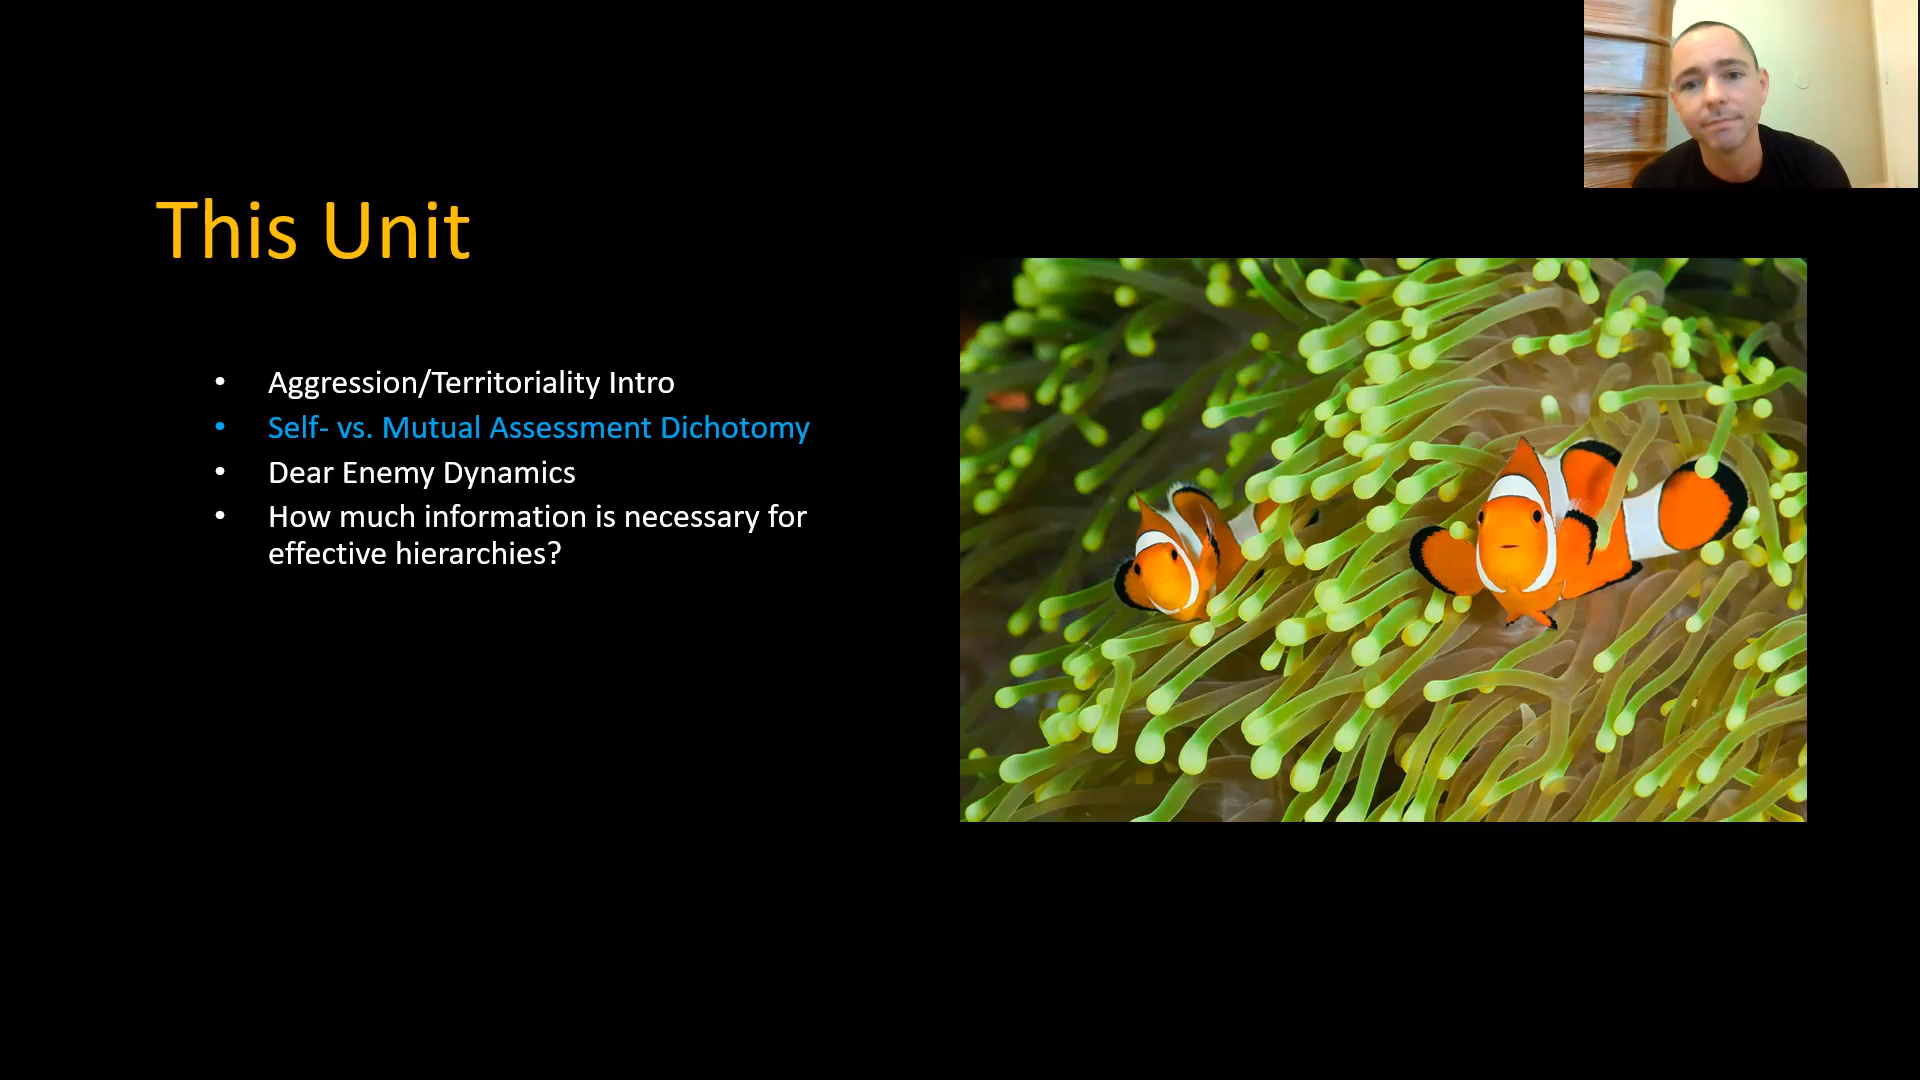 This Unit
• Aggression/Territoriality Intro
• Self- vs. Mutual Assessment Dichotomy
• Dear Enemy Dynamics
• How much information is necessary for
effective hierarchies?